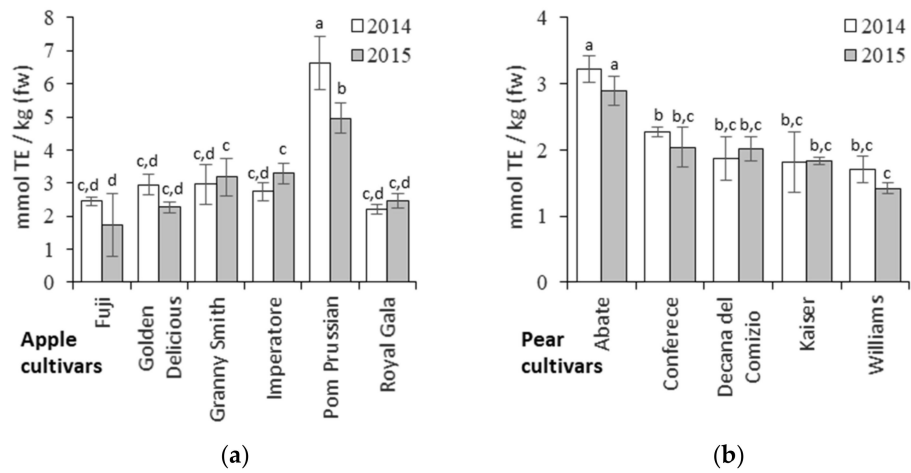 mmol TE / kg (fw)
8
7
6
5
4
3
2
1
0
2014
2015
c,d
d
c,d
c,d
c,d
c
c,d
c
a
b
c,d
c,d
Apple
cultivars
Fuji
Golden
Delicious
Granny Smith
Imperatore
Pom Prussian
Royal Gala
(a)
mmol TE / kg (fw)
4
3
2
1
0
2014
2015
a
a
b
b,c
b,c
b,c
b,c
b,c
b,c
c
Pear
cultivars
Abate
Conferece
Decana del
Comizio
Kaiser
Williams
(b)